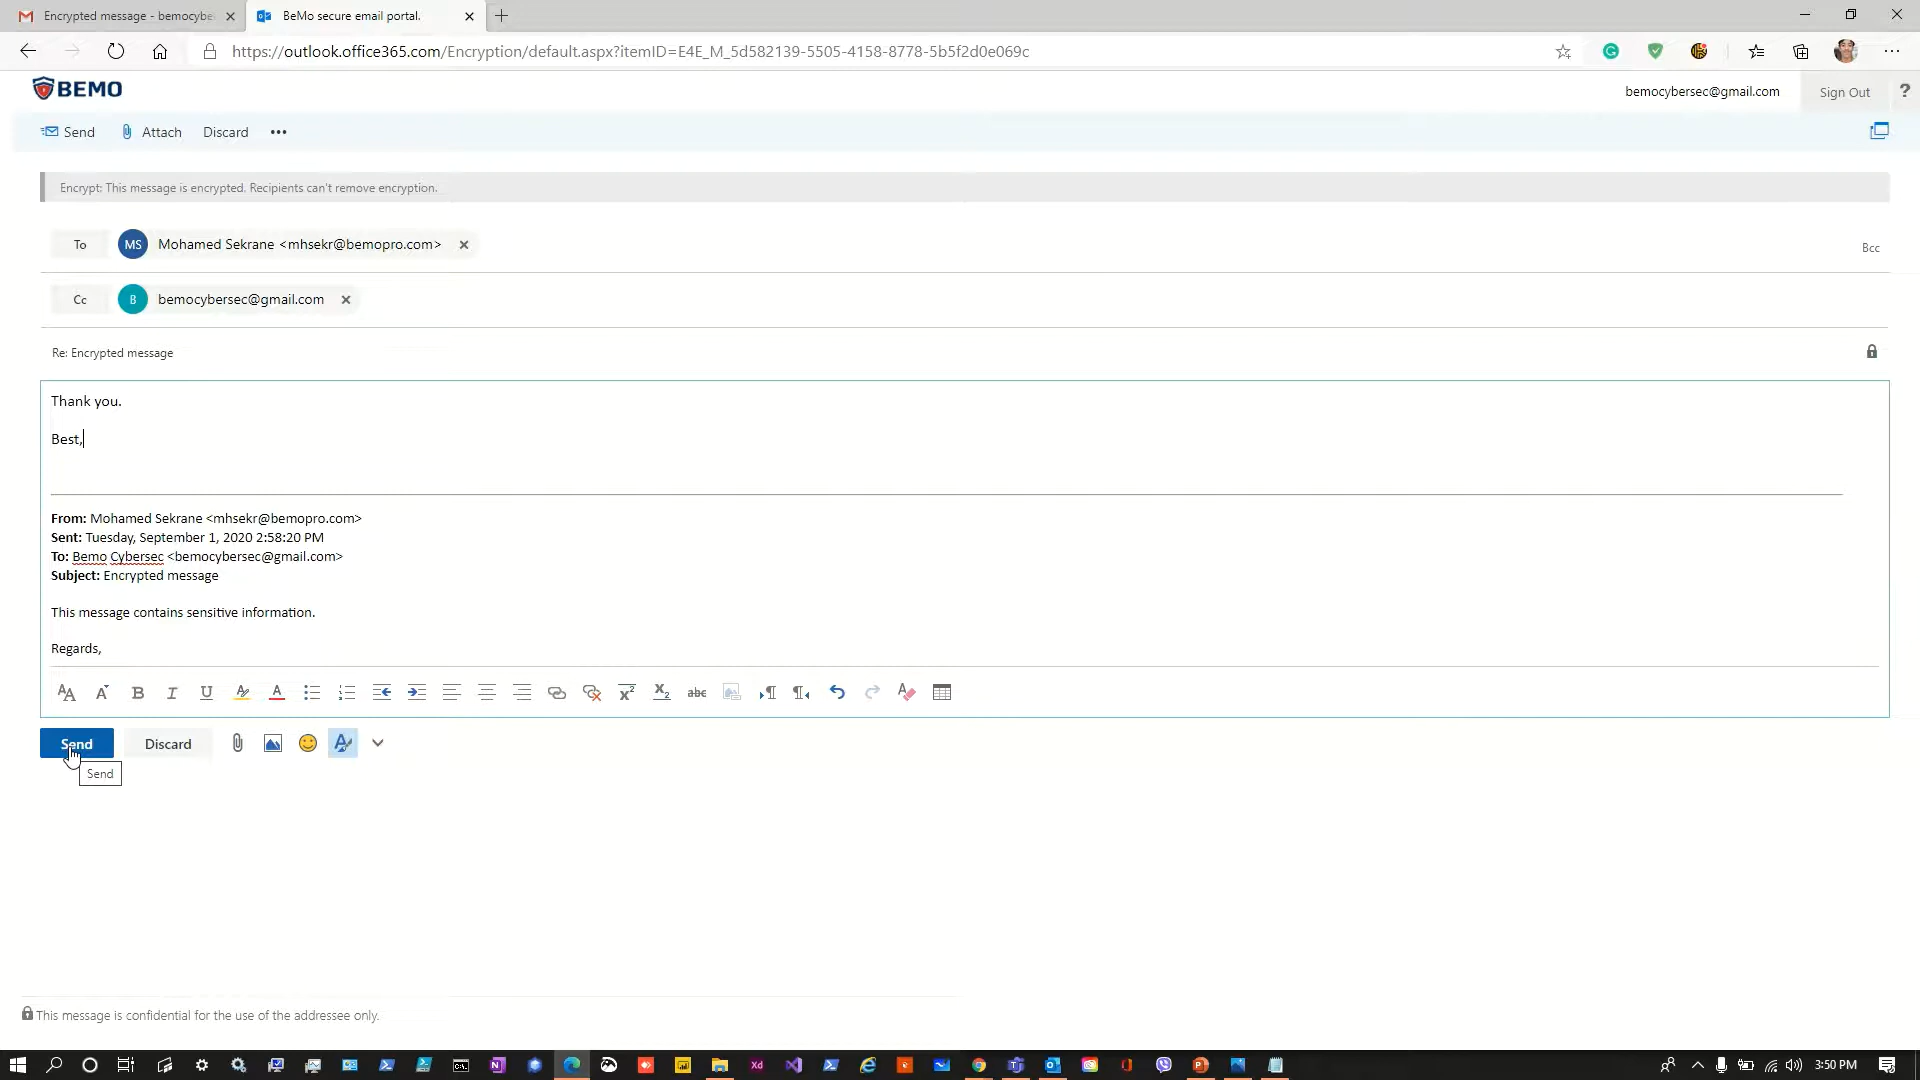 Encrypted message - bemocybe
BeMo secure email portal.
https://outlook.office365.com/Encryption/default.aspx?itemID=E4E_M_5d582139-5505-4158-8778-5b5f2d0e069c
BEMO
bemocybersec@gmail.com
Sign Out
?
Send
Attach
Discard
Encrypt: This message is encrypted. Recipients can't remove encryption.
To
MS
Mohamed Sekrane <mhsekr@bemopro.com>
Bcc
Cc
B
bemocybersec@gmail.com
Re: Encrypted message
Thank you.
Best,
From: Mohamed Sekrane <mhsekr@bemopro.com>
Sent: Tuesday, September 1, 2020 2:58:20 PM
To: Bemo Cybersec <bemocybersec@gmail.com>
Subject: Encrypted message
This message contains sensitive information.
Regards,
Send
Discard
Send
This message is confidential for the use of the addressee only.
3:50 PM